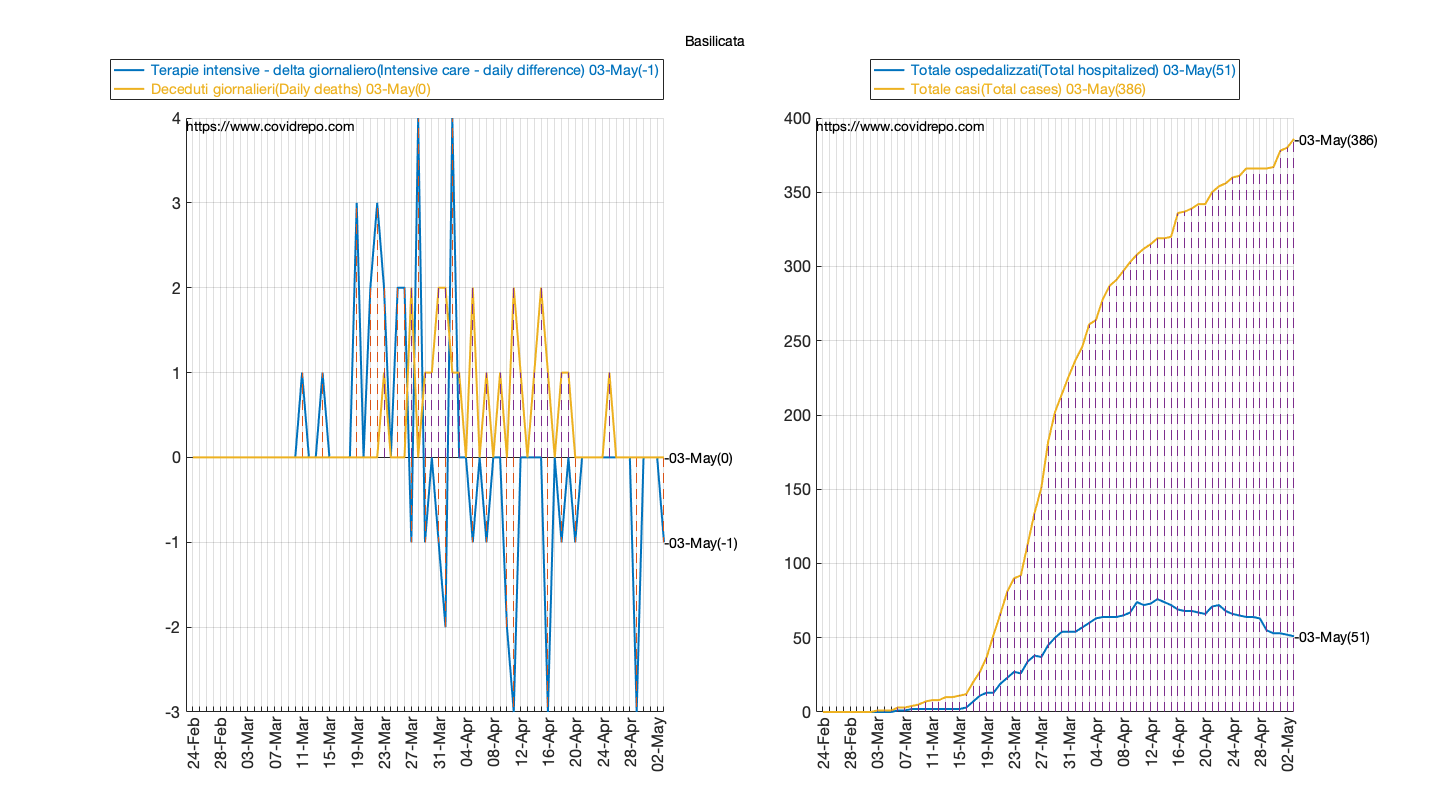 Basilicata
Terapie intensive - delta giornaliero(Intensive care - daily difference) 03-May(-1)
Deceduti giornalieri(Daily deaths) 03-May(0)
https://www.covidrepo.com
4
3
2
1
0
-1
-2
-3
-03-May(0)
-03-May(-1)
24-Feb
28-Feb
03-Mar
07-Mar
11-Mar
15-Mar
19-Mar
23-Mar
27-Mar
31-Mar
04-Apr
08-Apr
12-Apr
16-Apr
20-Apr
24-Apr
28-Apr
02-May
Totale ospedalizzati(Total hospitalized) 03-May(51)
Totale casi(Total cases) 03-May(386)
https://www.covidrepo.com
400
350
300
250
200
150
100
50
0
-03-May(386)
-03-May(51)
24-Feb
28-Feb
03-Mar
07-Mar
11-Mar
15-Mar
19-Mar
23-Mar
27-Mar
31-Mar
04-Apr
08-Apr
12-Apr
16-Apr
20-Apr
24-Apr
28-Apr
02-May